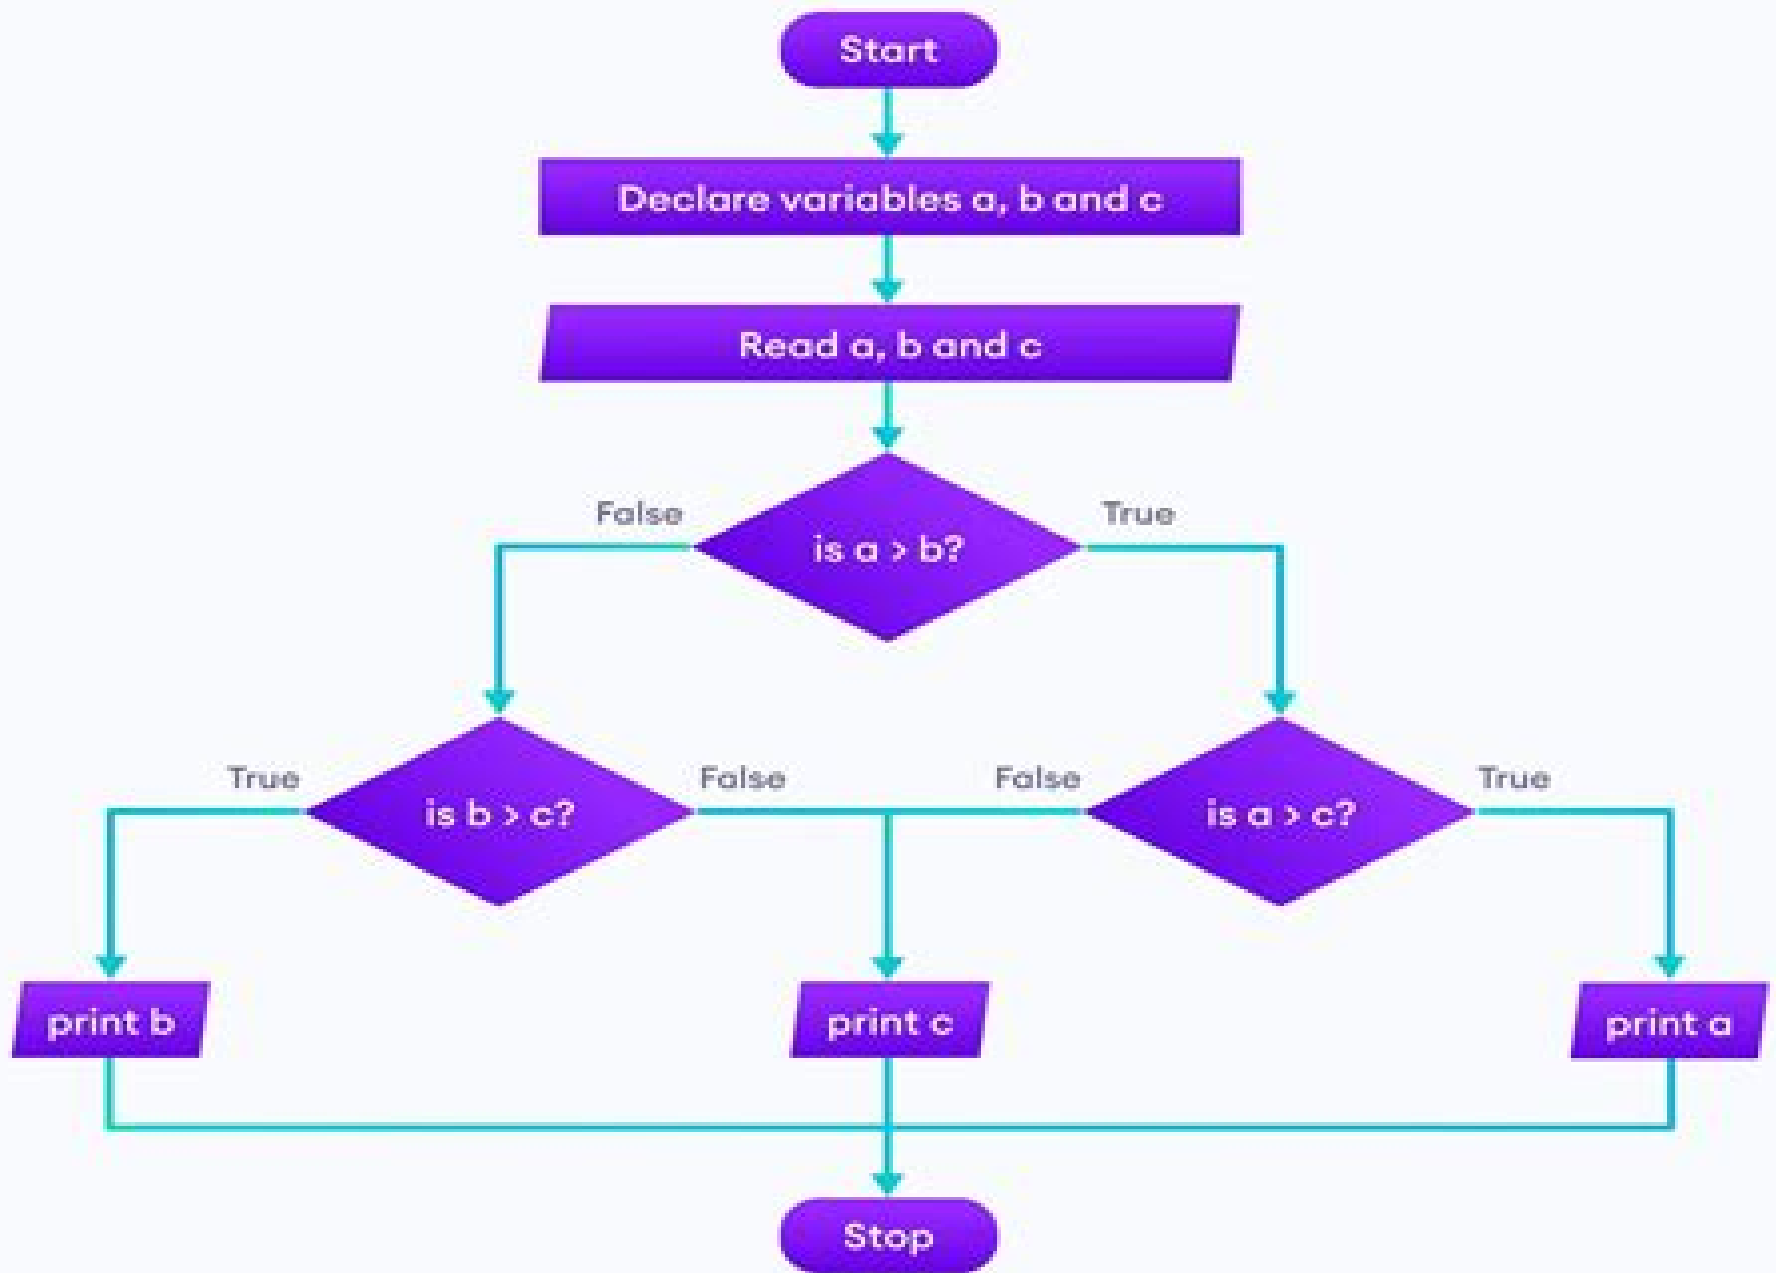 Start
Declare variables a, b and c
Read a, b and c
False
True
is a > b?
True
False
False
True
is b > c?
is a > c?
print b
print c
print a
Stop